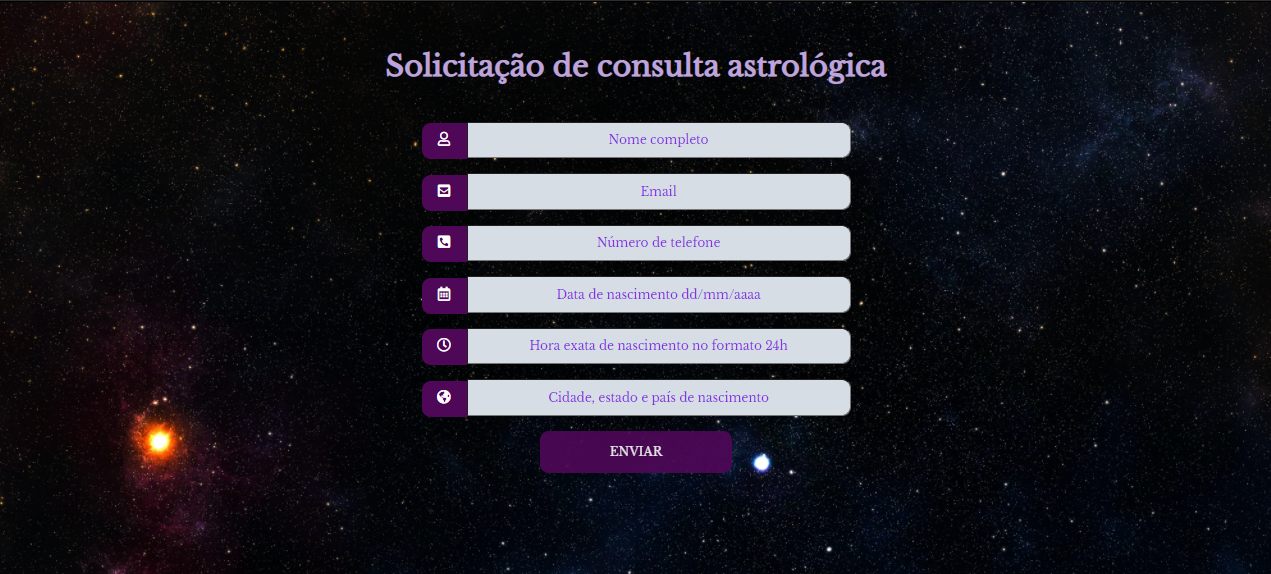 Solicitação de consulta astrológica
Nome completo
Email
Número de telefone
Data de nascimento dd/mm/aaaa
Hora exata de nascimento no formato 24h
Cidade, estado e país de nascimento
ENVIAR